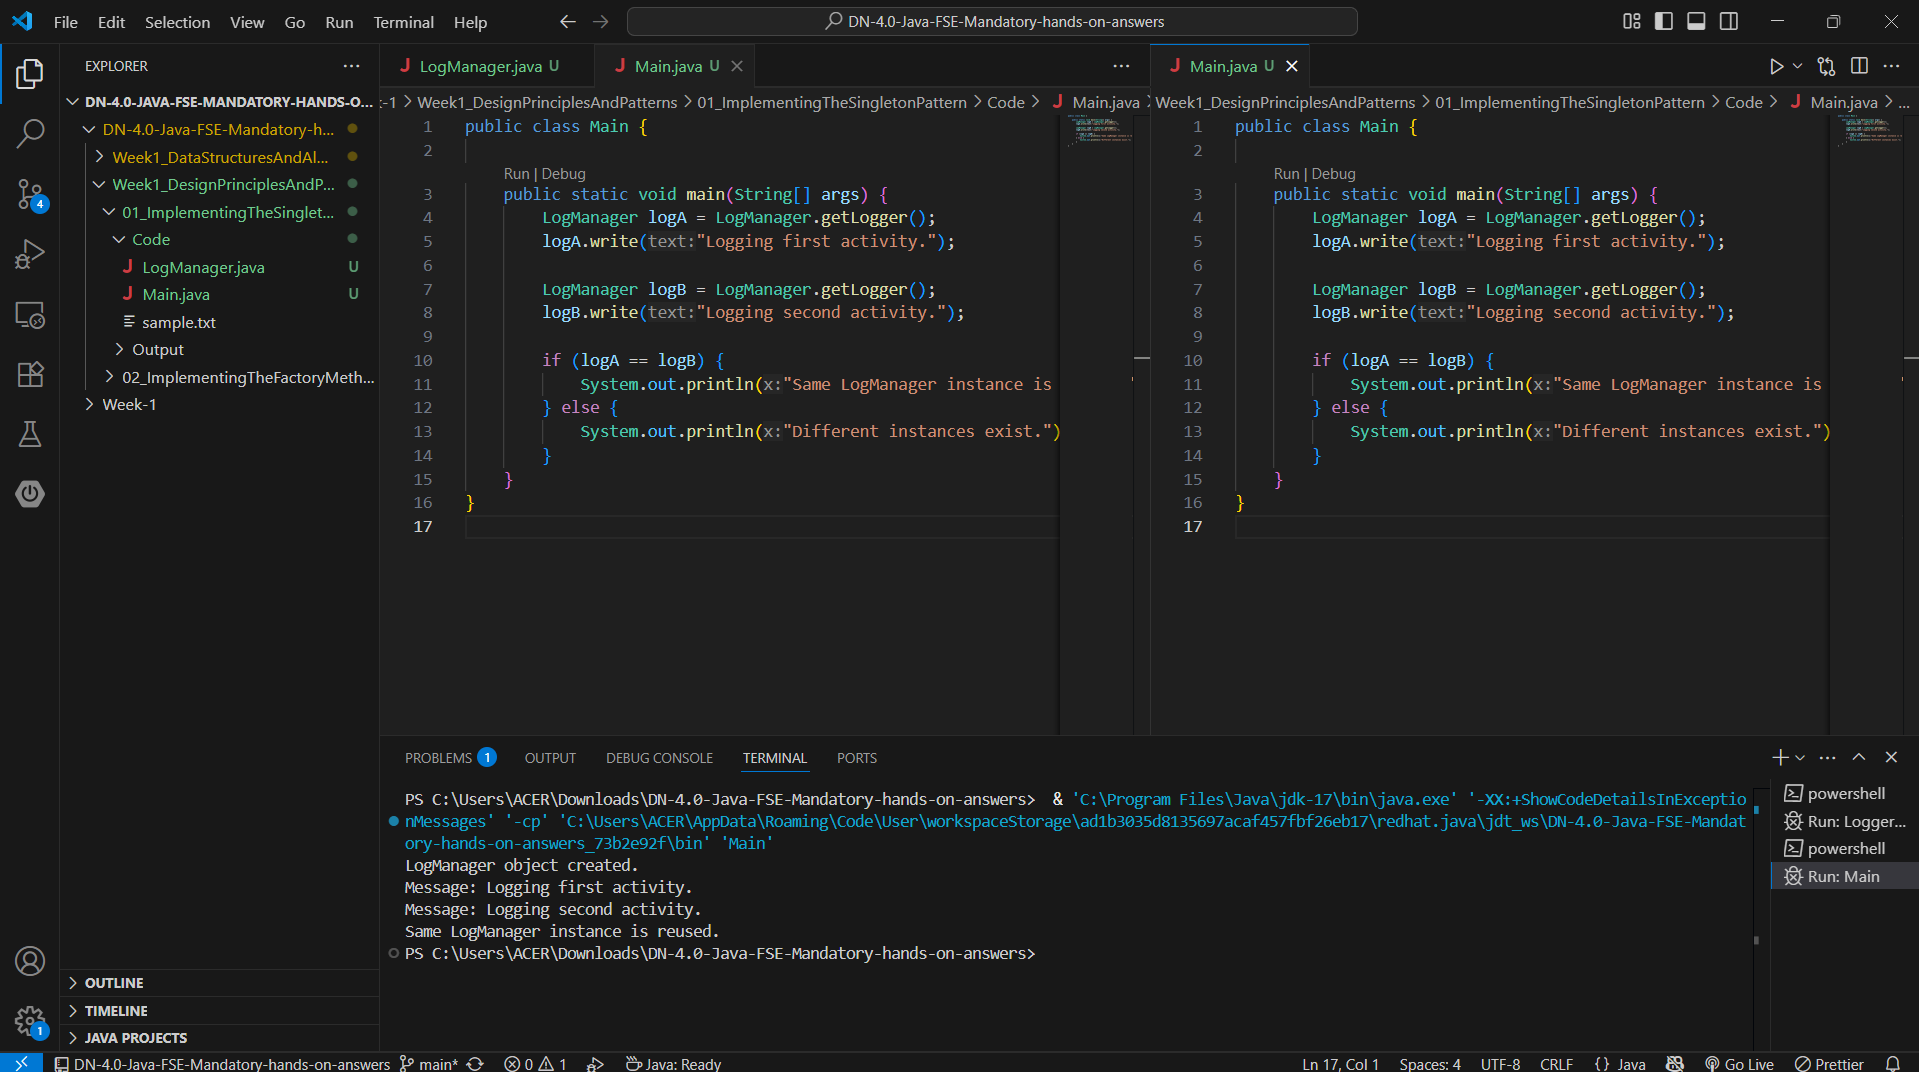 File Edit Selection View Go Run Terminal Help
DN-4.0-Java-FSE-Mandatory-hands-on-answers
EXPLORER
DN-4.0-JAVA-FSE-MANDATORY-HANDS-O...
DN-4.0-Java-FSE-Mandatory-h...
Week1_DataStructuresAndAl...
Week1_DesignPrinciplesAndP...
01_ImplementingTheSinglet...
Code
LogManager.java U
Main.java U
sample.txt
Output
02_ImplementingTheFactoryMeth...
Week-1
OUTLINE
TIMELINE
JAVA PROJECTS
4
1
LogManager.java U
Main.java U
-1 > Week1_DesignPrinciplesAndPatterns > 01_ImplementingTheSingletonPattern > Code > Main.java
1 public class Main {
2
Run | Debug
3 public static void main(String[] args) {
4 LogManager logA = LogManager.getLogger();
5 logA.write(text:"Logging first activity.");
6
7 LogManager logB = LogManager.getLogger();
8 logB.write(text:"Logging second activity.");
9
10 if (logA == logB) {
11 System.out.println(x:"Same LogManager instance is
12 } else {
13 System.out.println(x:"Different instances exist.")
14 }
15 }
16 }
17
Main.java U
Week1_DesignPrinciplesAndPatterns > 01_ImplementingTheSingletonPattern > Code > Main.java > ...
1 public class Main {
2
Run | Debug
3 public static void main(String[] args) {
4 LogManager logA = LogManager.getLogger();
5 logA.write(text:"Logging first activity.");
6
7 LogManager logB = LogManager.getLogger();
8 logB.write(text:"Logging second activity.");
9
10 if (logA == logB) {
11 System.out.println(x:"Same LogManager instance is
12 } else {
13 System.out.println(x:"Different instances exist.")
14 }
15 }
16 }
17
PROBLEMS 1 OUTPUT DEBUG CONSOLE TERMINAL PORTS
PS C:\Users\ACER\Downloads\DN-4.0-Java-FSE-Mandatory-hands-on-answers> & 'C:\Program Files\Java\jdk-17\bin\java.exe' '-XX:+ShowCodeDetailsInExceptio
nMessages' '-cp' 'C:\Users\ACER\AppData\Roaming\Code\User\workspaceStorage\ad1b3035d8135697acaf457fbf26eb17\redhat.java\jdt_ws\DN-4.0-Java-FSE-Mandat
ory-hands-on-answers_73b2e92f\bin' 'Main'
LogManager object created.
Message: Logging first activity.
Message: Logging second activity.
Same LogManager instance is reused.
PS C:\Users\ACER\Downloads\DN-4.0-Java-FSE-Mandatory-hands-on-answers>
powershell
Run: Logger...
powershell
Run: Main
DN-4.0-Java-FSE-Mandatory-hands-on-answers main* 0 1 Java: Ready
Ln 17, Col 1 Spaces: 4 UTF-8 CRLF {} Java Go Live Prettier